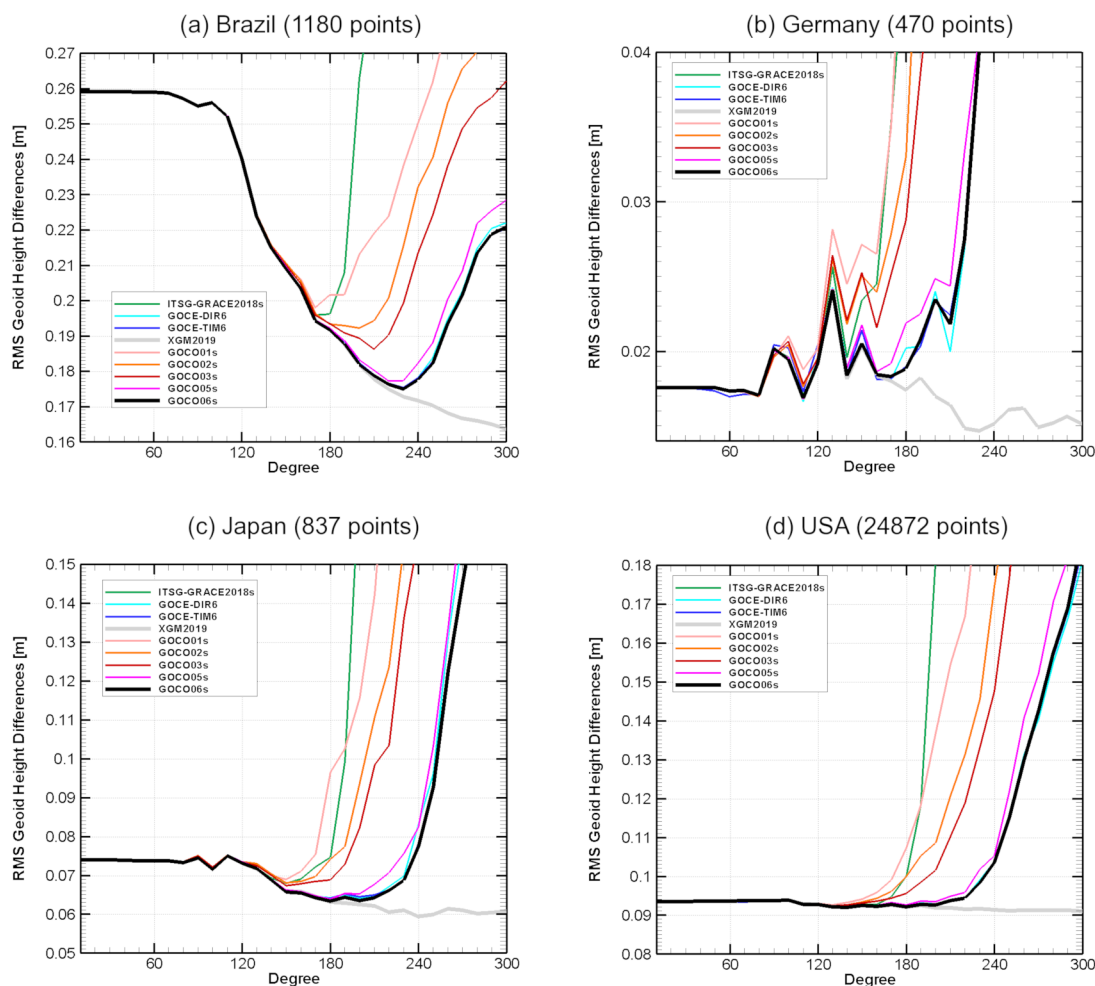 (a) Brazil (1180 points)
RMS Geoid Height Differences [m]
0.27
0.26
0.25
0.24
0.23
0.22
0.21
0.2
0.19
0.18
0.17
0.16
ITSG-GRACE2018s
GOCE-DIR6
GOCE-TIM6
XGM2019
GOCO01s
GOCO02s
GOCO03s
GOCO05s
GOCO06s
60 120 180 240 300
Degree
(b) Germany (470 points)
RMS Geoid Height Differences [m]
0.04
0.03
0.02
ITSG-GRACE2018s
GOCE-DIR6
GOCE-TIM6
XGM2019
GOCO01s
GOCO02s
GOCO03s
GOCO05s
GOCO06s
60 120 180 240 300
Degree
(c) Japan (837 points)
RMS Geoid Height Differences [m]
0.15
0.14
0.13
0.12
0.11
0.1
0.09
0.08
0.07
0.06
0.05
ITSG-GRACE2018s
GOCE-DIR6
GOCE-TIM6
XGM2019
GOCO01s
GOCO02s
GOCO03s
GOCO05s
GOCO06s
60 120 180 240 300
Degree
(d) USA (24872 points)
RMS Geoid Height Differences [m]
0.18
0.17
0.16
0.15
0.14
0.13
0.12
0.11
0.1
0.09
0.08
ITSG-GRACE2018s
GOCE-DIR6
GOCE-TIM6
XGM2019
GOCO01s
GOCO02s
GOCO03s
GOCO05s
GOCO06s
60 120 180 240 300
Degree